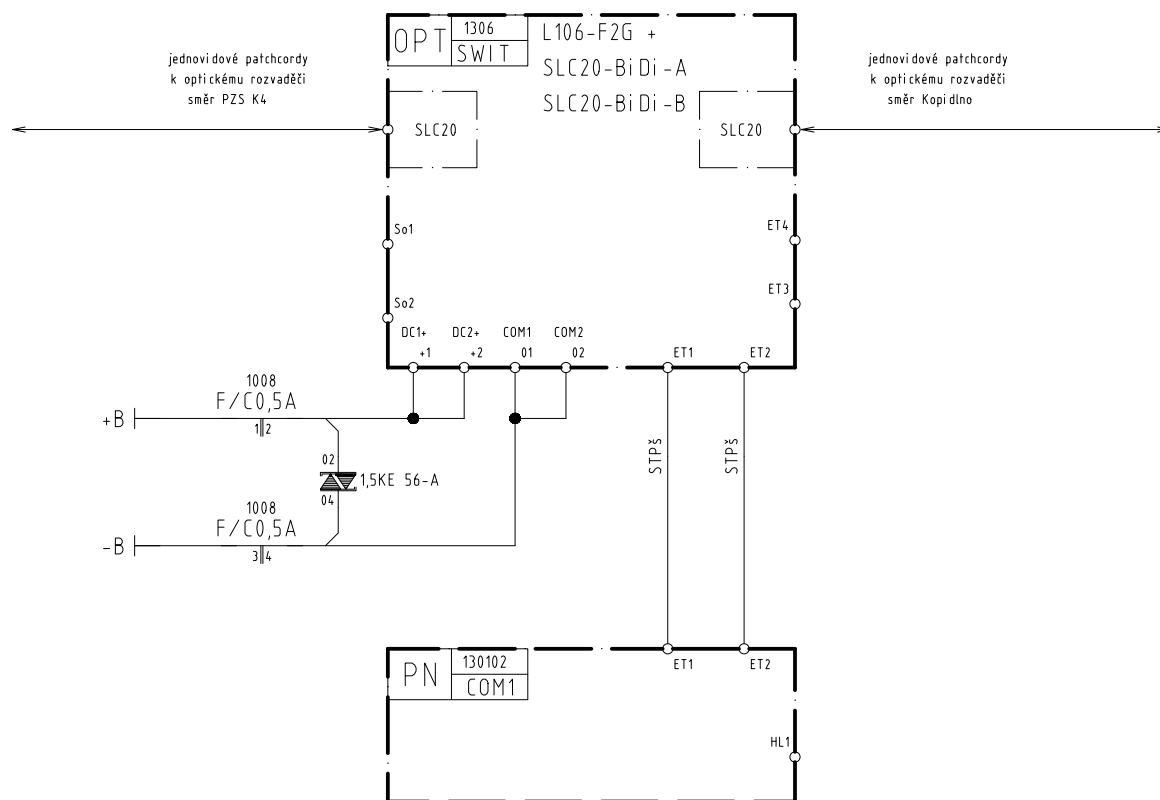 OPT
1306
SWIT
L106-F2G +
SLC20-BiDi-A
SLC20-BiDi-B
jednovidové patchcordy
k optickému rozvaděči
směr PZS K4
jednovidové patchcordy
k optickému rozvaděči
směr Kopidlno
SLC20
SLC20
So1
ET4
So2
ET3
DC1+
DC2+
COM1
COM2
+1
+2
01
02
ET1
ET2
1008
F/C0,5A
+B
1
2
STPš
STPš
02
1,5KE 56-A
04
1008
F/C0,5A
-B
3
4
PN
130102
COM1
ET1
ET2
HL1